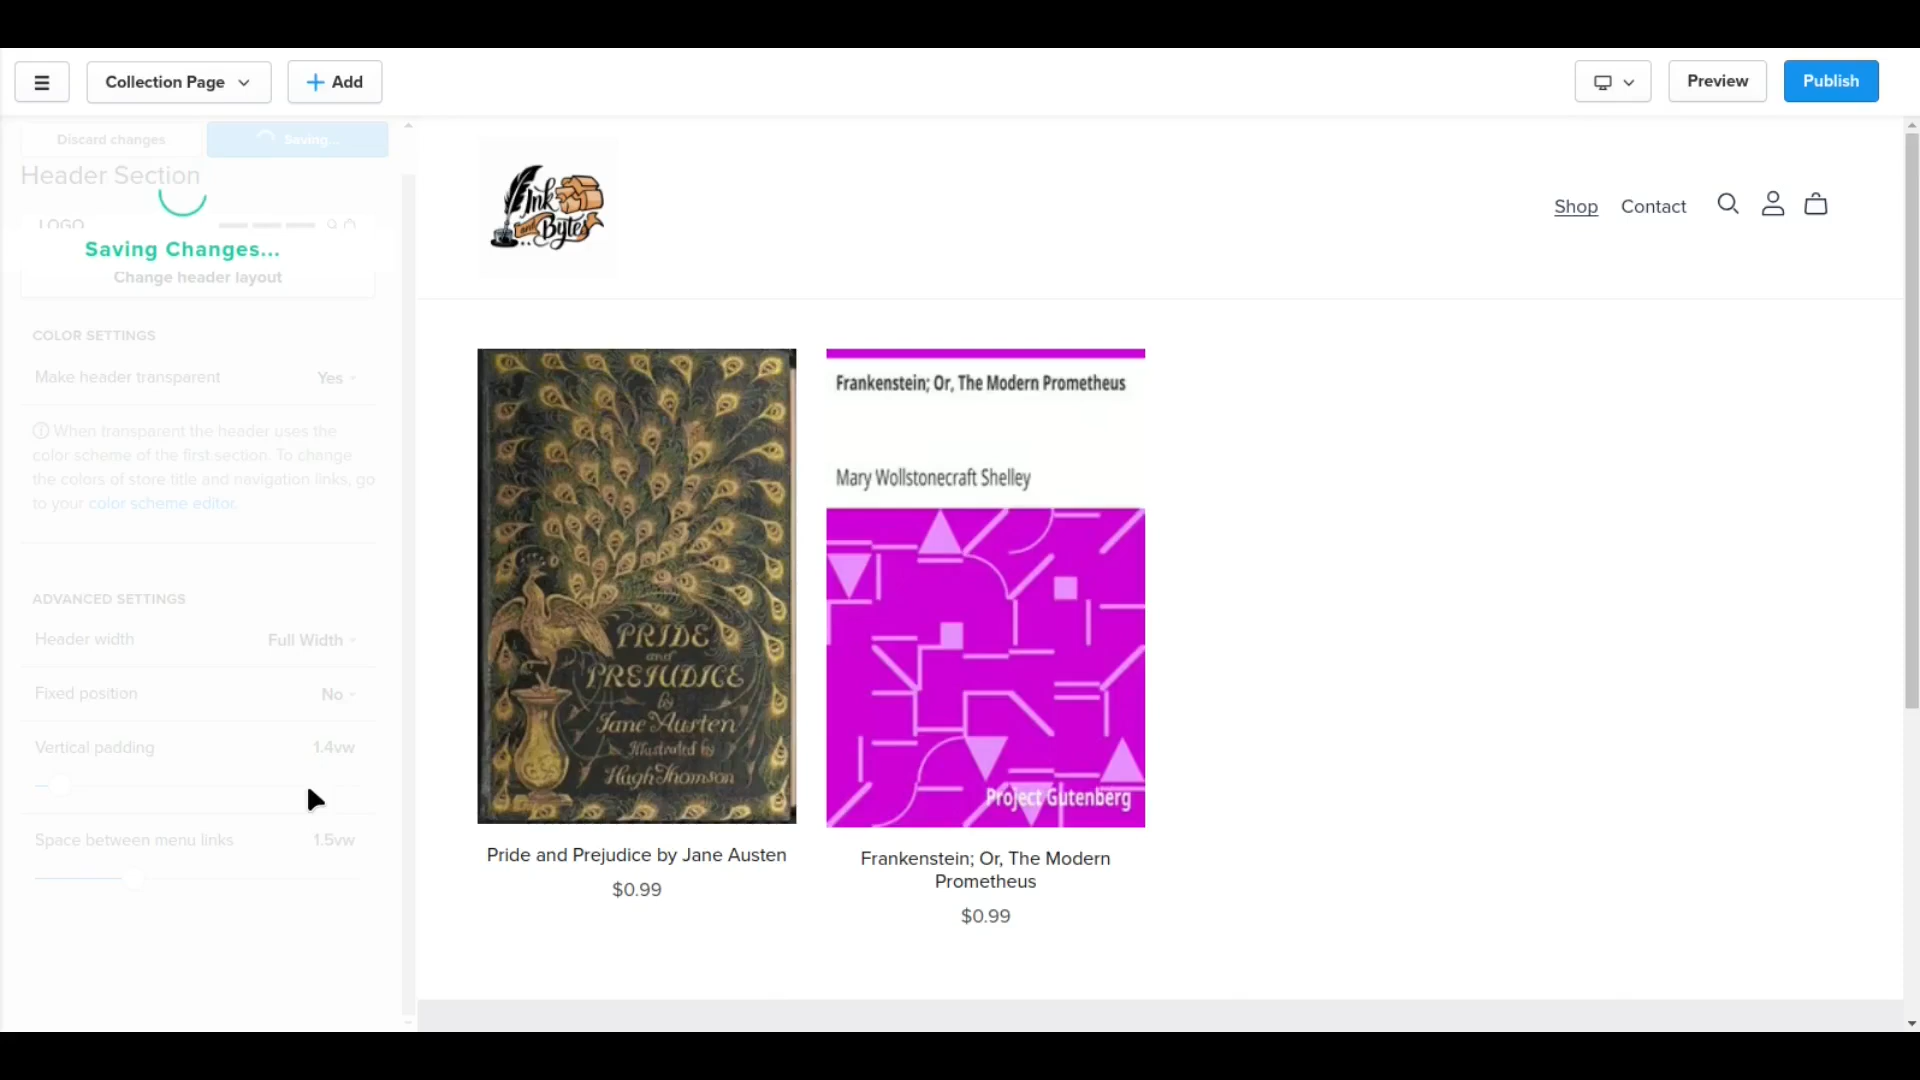 Collection Page
Add
Preview
Publish
Discard changes
Saving...
Header Section
LOGO
Saving Changes...
Change header layout
COLOR SETTINGS
Make header transparent Yes
When transparent the header uses the
color scheme of the first section. To change
the colors of store title and navigation links, go
to your color scheme editor.
ADVANCED SETTINGS
Header width Full Width
Fixed position No
Vertical padding 1.4vw
Space between menu links 1.5vw
Ink
and
Bytes
Shop Contact
PRIDE
and
PREJUDICE
by
Jane Austen
Illustrated by
Hugh Thomson
Pride and Prejudice by Jane Austen
$0.99
Frankenstein; Or, The Modern Prometheus
Mary Wollstonecraft Shelley
Project Gutenberg
Frankenstein; Or, The Modern
Prometheus
$0.99